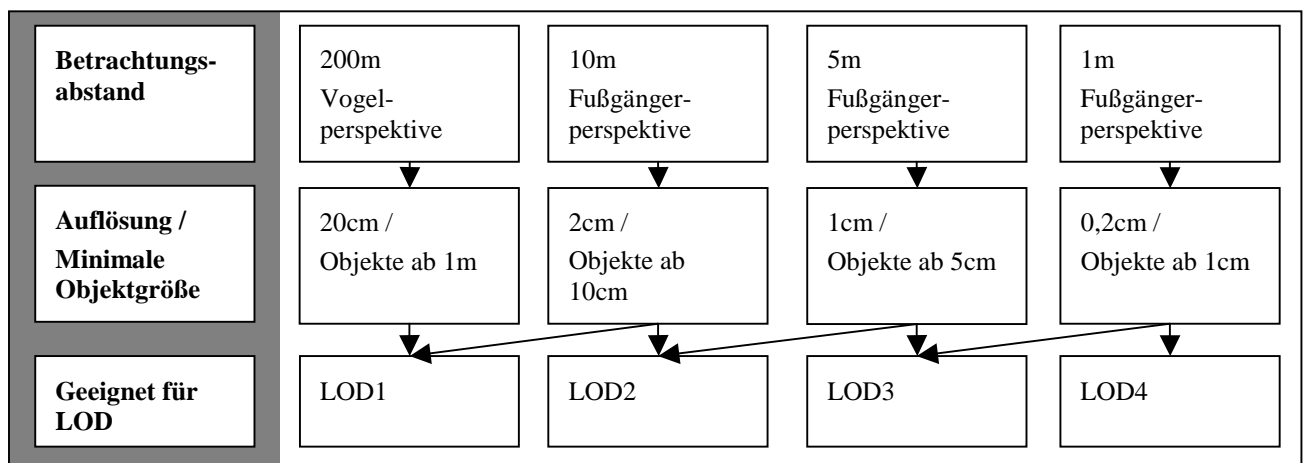 Betrachtungs-
abstand
200m
Vogel-
perspektive
10m
Fußgänger-
perspektive
5m
Fußgänger-
perspektive
1m
Fußgänger-
perspektive
Auflösung /
Minimale
Objektgröße
20cm /
Objekte ab 1m
2cm /
Objekte ab
10cm
1cm /
Objekte ab 5cm
0,2cm /
Objekte ab 1cm
Geeignet für
LOD
LOD1
LOD2
LOD3
LOD4